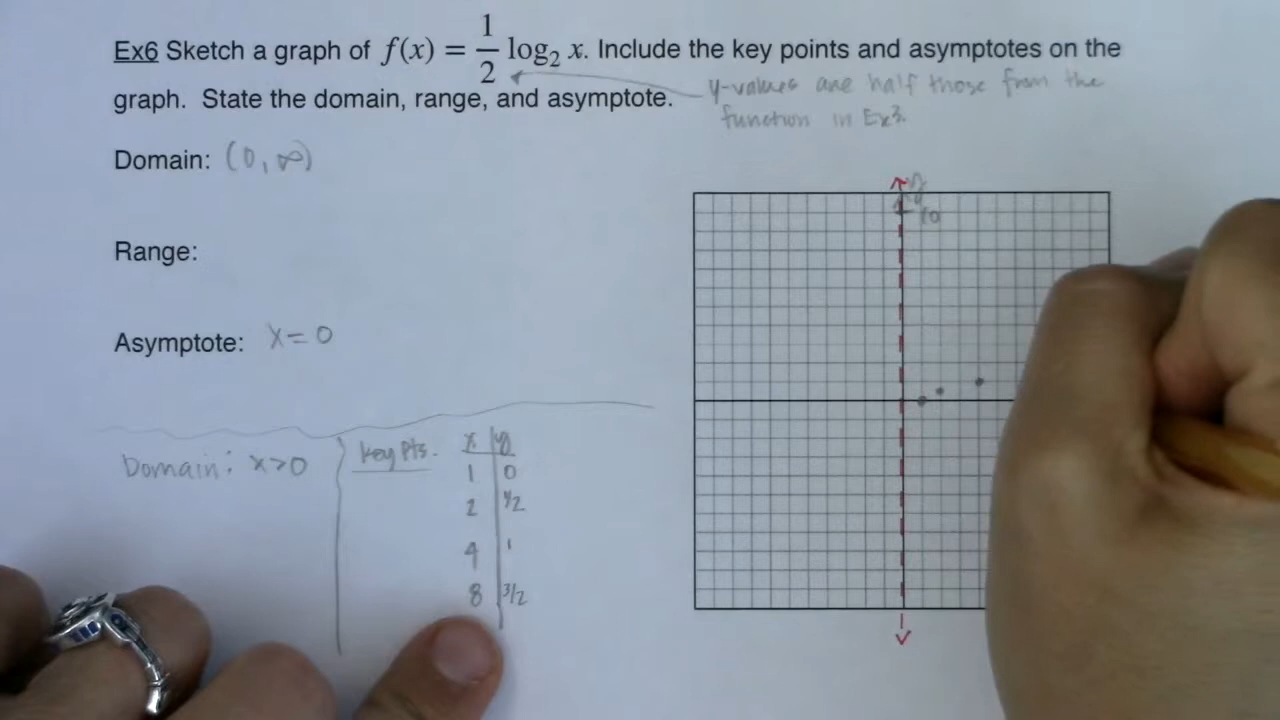 Ex6 Sketch a graph of f(x) = 1/2 log₂ x. Include the key points and asymptotes on the
graph. State the domain, range, and asymptote.
y-values are half those from the
function in Ex3.
Domain: (0, ∞)
Range:
Asymptote: x = 0
Domain: x > 0
Key Pts.
x | y
1 | 0
2 | 1/2
4 | 1
8 | 3/2
y
10